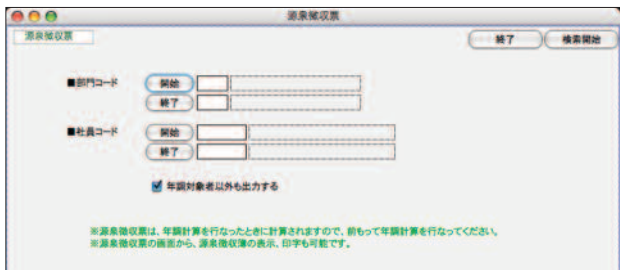 源泉徴収票
源泉徴収票
終了 検索開始
■部門コード 開始
終了
■社員コード 開始
終了
年調対象者以外も出力する
※源泉徴収票は、年調計算を行なったときに計算されますので、前もって年調計算を行なってください。
※源泉徴収票の画面から、源泉徴収簿の表示、印字も可能です。